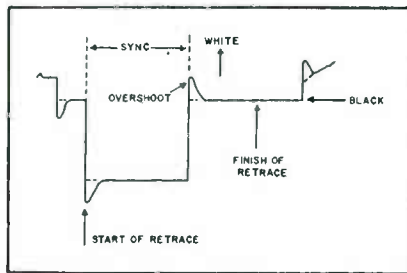 SYNC
WHITE
OVERSHOOT
BLACK
FINISH OF
RETRACE
START OF RETRACE